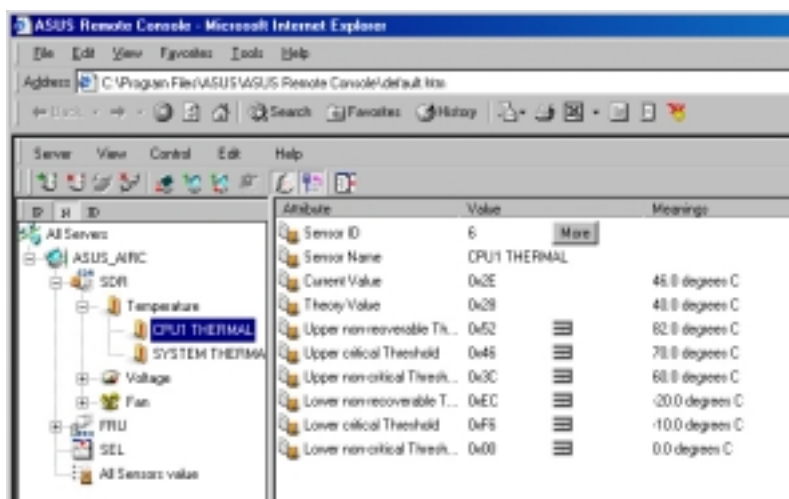 ASUS Remote Console - Microsoft Internet Explorer
File Edit View Favorites Tools Help
Address C:\Program Files\ASUS\ASUS Remote Console\default.htm
Back Search Favorites History
Server View Control Edit Help
IP N ID
All Servers
ASUS_AIRC
SDR
Temperature
CPU1 THERMAL
SYSTEM THERMA
Voltage
Fan
FRU
SEL
All Sensors value
Attribute Value Meanings
Sensor ID 6 More
Sensor Name CPU1 THERMAL
Current Value 0x2E 46.0 degrees C
Theory Value 0x28 40.0 degrees C
Upper non-recoverable Th... 0x52 82.0 degrees C
Upper critical Threshold 0x46 70.0 degrees C
Upper non-critical Thresh... 0x3C 60.0 degrees C
Lower non-recoverable T... 0xEC -20.0 degrees C
Lower critical Threshold 0xF6 -10.0 degrees C
Lower non-critical Thresh... 0x00 0.0 degrees C